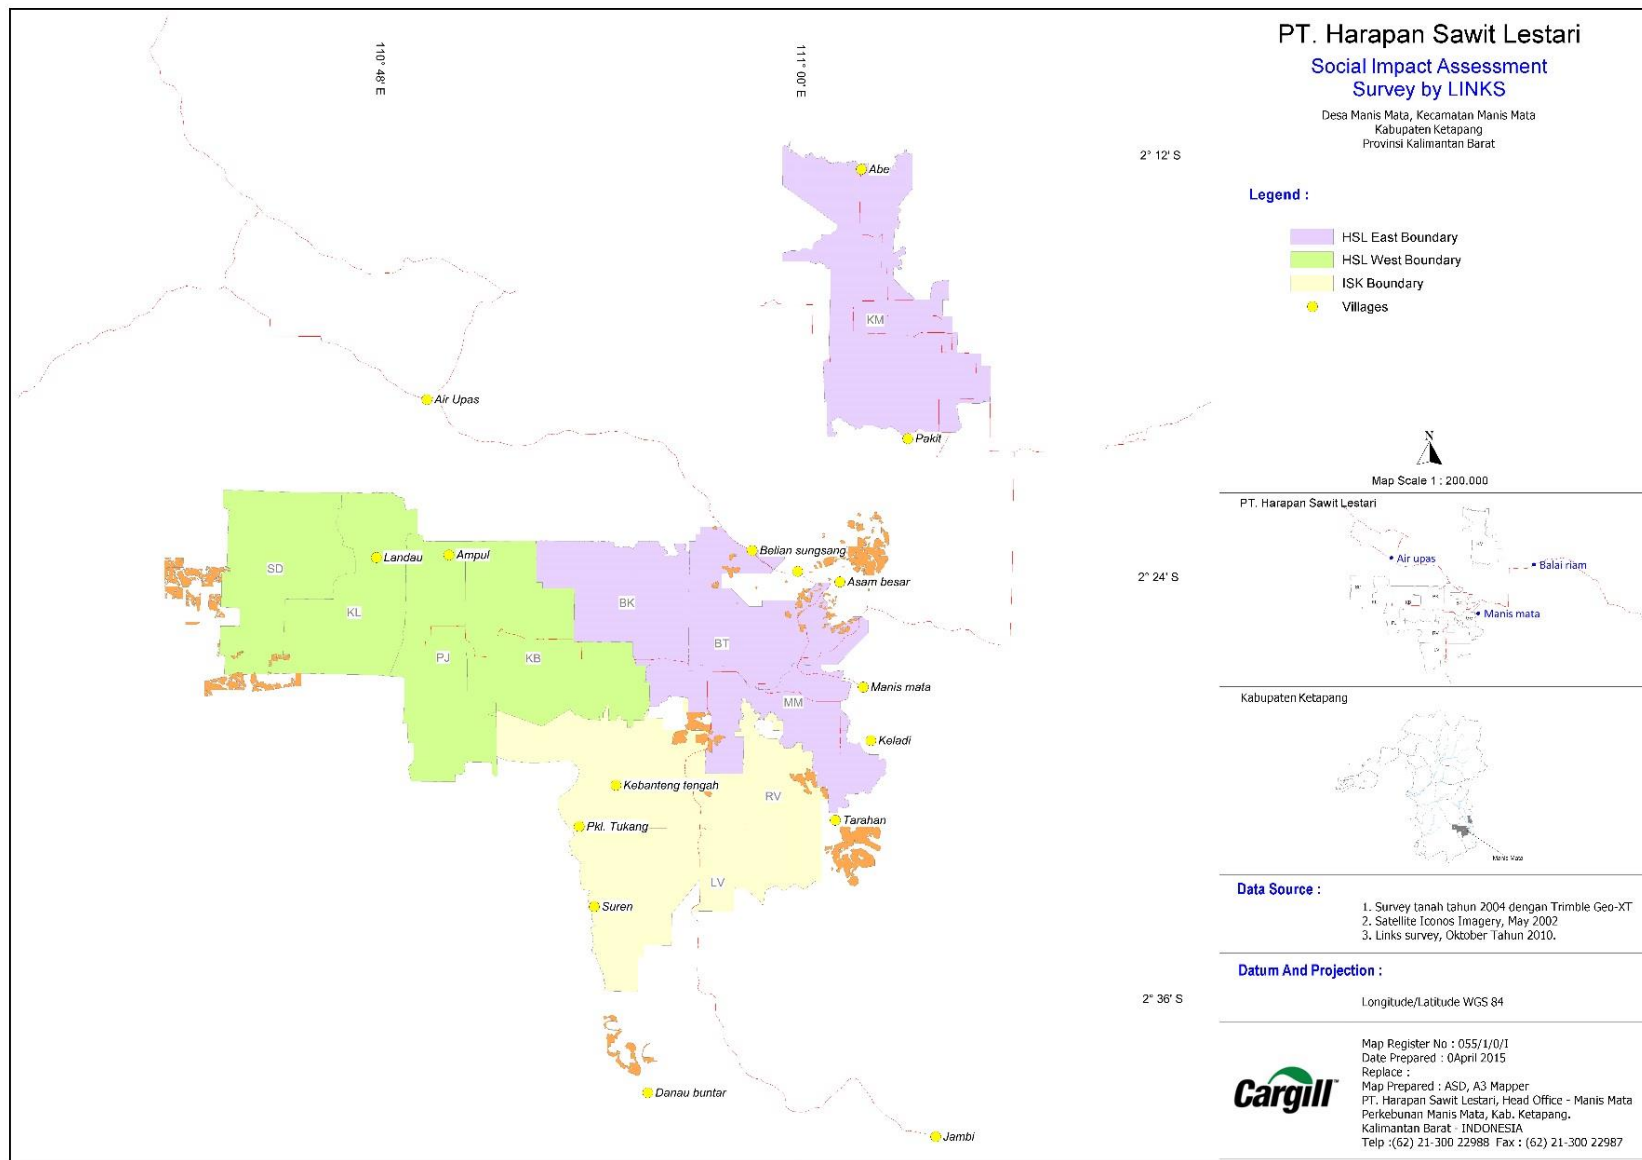 PT. Harapan Sawit Lestari
Social Impact Assessment
Survey by LINKS
Desa Manis Mata, Kecamatan Manis Mata
Kabupaten Ketapang
Provinsi Kalimantan Barat
110° 48' E
111° 00' E
2° 12' S
2° 24' S
2° 36' S
Legend :
HSL East Boundary
HSL West Boundary
ISK Boundary
Villages
Abe
KM
Air Upas
Pakit
Landau
Ampul
Belian sungsang
Asam besar
SD
KL
BK
BT
PJ
KB
Manis mata
MM
Keladi
Kebanteng tengah
RV
Pkl. Tukang
Tarahan
LV
Suren
Danau buntar
Jambi
N
Map Scale 1 : 200.000
PT. Harapan Sawit Lestari
Air upas
Balai riam
Manis mata
Kabupaten Ketapang
Manis Mata
Data Source :
1. Survey tanah tahun 2004 dengan Trimble Geo-XT
2. Satellite Iconos Imagery, May 2002
3. Links survey, Oktober Tahun 2010.
Datum And Projection :
Longitude/Latitude WGS 84
Cargill™
Map Register No : 055/1/0/I
Date Prepared : 0April 2015
Replace :
Map Prepared : ASD, A3 Mapper
PT. Harapan Sawit Lestari, Head Office - Manis Mata
Perkebunan Manis Mata, Kab. Ketapang.
Kalimantan Barat - INDONESIA
Telp :(62) 21-300 22988 Fax : (62) 21-300 22987